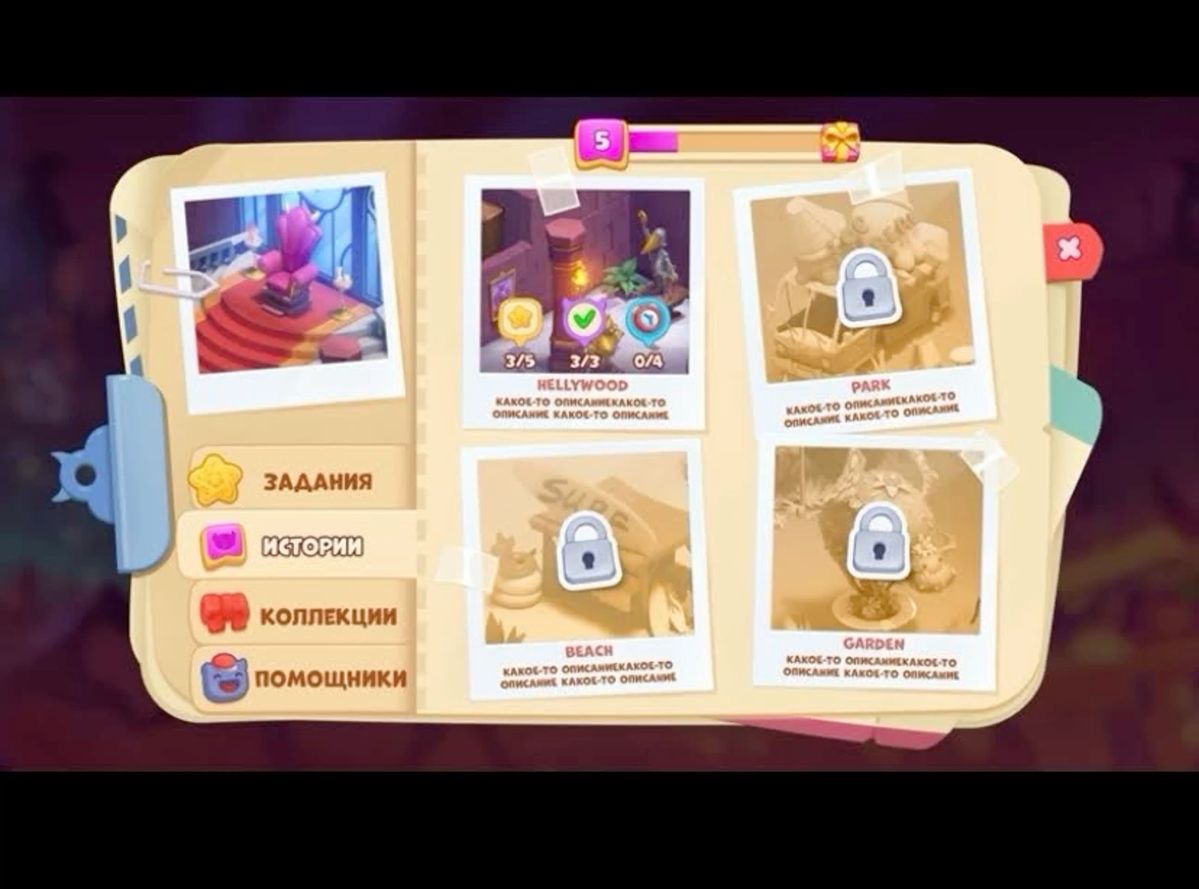 5
3/5 3/3 0/4
HELLYWOOD
КАКОЕ-ТО ОПИСАНИЕКАКОЕ-ТО
ОПИСАНИЕ КАКОЕ-ТО ОПИСАНИЕ
PARK
КАКОЕ-ТО ОПИСАНИЕКАКОЕ-ТО
ОПИСАНИЕ КАКОЕ-ТО ОПИСАНИЕ
ЗАДАНИЯ
ИСТОРИИ
КОЛЛЕКЦИИ
ПОМОЩНИКИ
SURF
BEACH
КАКОЕ-ТО ОПИСАНИЕКАКОЕ-ТО
ОПИСАНИЕ КАКОЕ-ТО ОПИСАНИЕ
GARDEN
КАКОЕ-ТО ОПИСАНИЕКАКОЕ-ТО
ОПИСАНИЕ КАКОЕ-ТО ОПИСАНИЕ